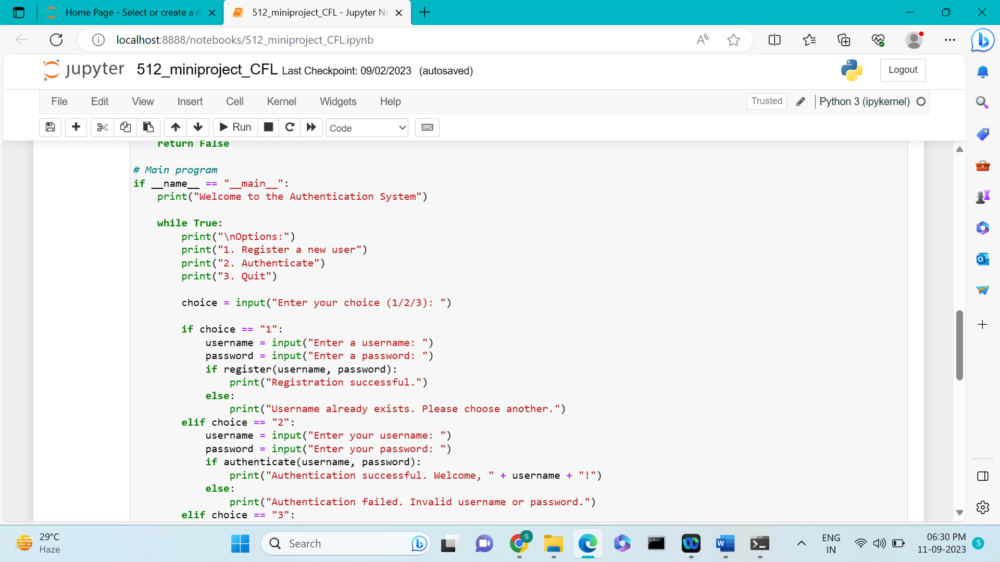 Home Page - Select or create a n
512_miniproject_CFL - Jupyter No
localhost:8888/notebooks/512_miniproject_CFL.ipynb
jupyter 512_miniproject_CFL Last Checkpoint: 09/02/2023 (autosaved)
Logout
File Edit View Insert Cell Kernel Widgets Help
Trusted
Python 3 (ipykernel)
Run
Code
return False
# Main program
if __name__ == "__main__":
    print("Welcome to the Authentication System")
    while True:
        print("\nOptions:")
        print("1. Register a new user")
        print("2. Authenticate")
        print("3. Quit")
        choice = input("Enter your choice (1/2/3): ")
        if choice == "1":
            username = input("Enter a username: ")
            password = input("Enter a password: ")
            if register(username, password):
                print("Registration successful.")
            else:
                print("Username already exists. Please choose another.")
        elif choice == "2":
            username = input("Enter your username: ")
            password = input("Enter your password: ")
            if authenticate(username, password):
                print("Authentication successful. Welcome, " + username + "!")
            else:
                print("Authentication failed. Invalid username or password.")
        elif choice == "3":
29°C
Haze
Search
S
ENG
IN
06:30 PM
11-09-2023
5